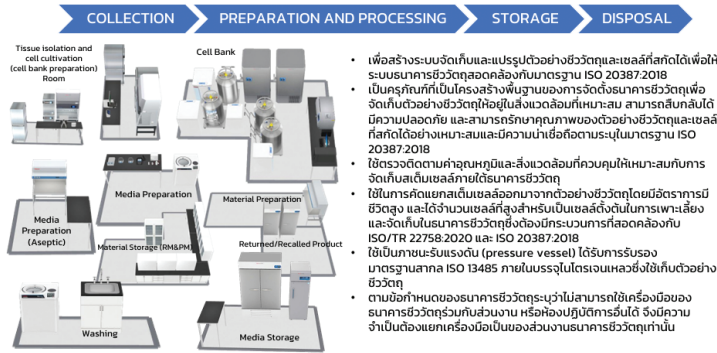 COLLECTION
PREPARATION AND PROCESSING
STORAGE
DISPOSAL
Tissue isolation and
cell cultivation
(cell bank preparation)
Room
Cell Bank
Media Preparation
Material Preparation
Media
Preparation
(Aseptic)
Material Storage (RM&PM)
Returned/Recalled Product
Washing
Media Storage
• เพื่อสร้างระบบจัดเก็บและแปรรูปตัวอย่างชีววัตถุและเซลล์ที่สกัดได้เพื่อให้
ระบบธนาคารชีววัตถุสอดคล้องกับมาตรฐาน ISO 20387:2018
• เป็นครุภัณฑ์ที่เป็นโครงสร้างพื้นฐานของการจัดตั้งธนาคารชีววัตถุเพื่อ
จัดเก็บตัวอย่างชีววัตถุให้อยู่ในสิ่งแวดล้อมที่เหมาะสม สามารถสืบกลับได้
มีความปลอดภัย และสามารถรักษาคุณภาพของตัวอย่างชีววัตถุและเซลล์
ที่สกัดได้อย่างเหมาะสมและมีความน่าเชื่อถือตามระบุในมาตรฐาน ISO
20387:2018
• ใช้ตรวจติดตามค่าอุณหภูมิและสิ่งแวดล้อมที่ควบคุมให้เหมาะสมกับการ
จัดเก็บสเต็มเซลล์ภายใต้ธนาคารชีววัตถุ
• ใช้ในการคัดแยกสเต็มเซลล์ออกมาจากตัวอย่างชีววัตถุโดยมีอัตราการมี
ชีวิตสูง และได้จำนวนเซลล์ที่สูงสำหรับเป็นเซลล์ตั้งต้นในการเพาะเลี้ยง
และจัดเก็บในธนาคารชีววัตถุซึ่งต้องมีกระบวนการที่สอดคล้องกับ
ISO/TR 22758:2020 และ ISO 20387:2018
• ใช้เป็นภาชนะรับแรงดัน (pressure vessel) ได้รับการรับรอง
มาตรฐานสากล ISO 13485 ภายในบรรจุไนโตรเจนเหลวซึ่งใช้เก็บตัวอย่าง
ชีววัตถุ
• ตามข้อกำหนดของธนาคารชีววัตถุระบุว่าไม่สามารถใช้เครื่องมือของ
ธนาคารชีววัตถุร่วมกับส่วนงาน หรือห้องปฏิบัติการอื่นได้ จึงมีความ
จำเป็นต้องแยกเครื่องมือเป็นของส่วนงานธนาคารชีววัตถุเท่านั้น